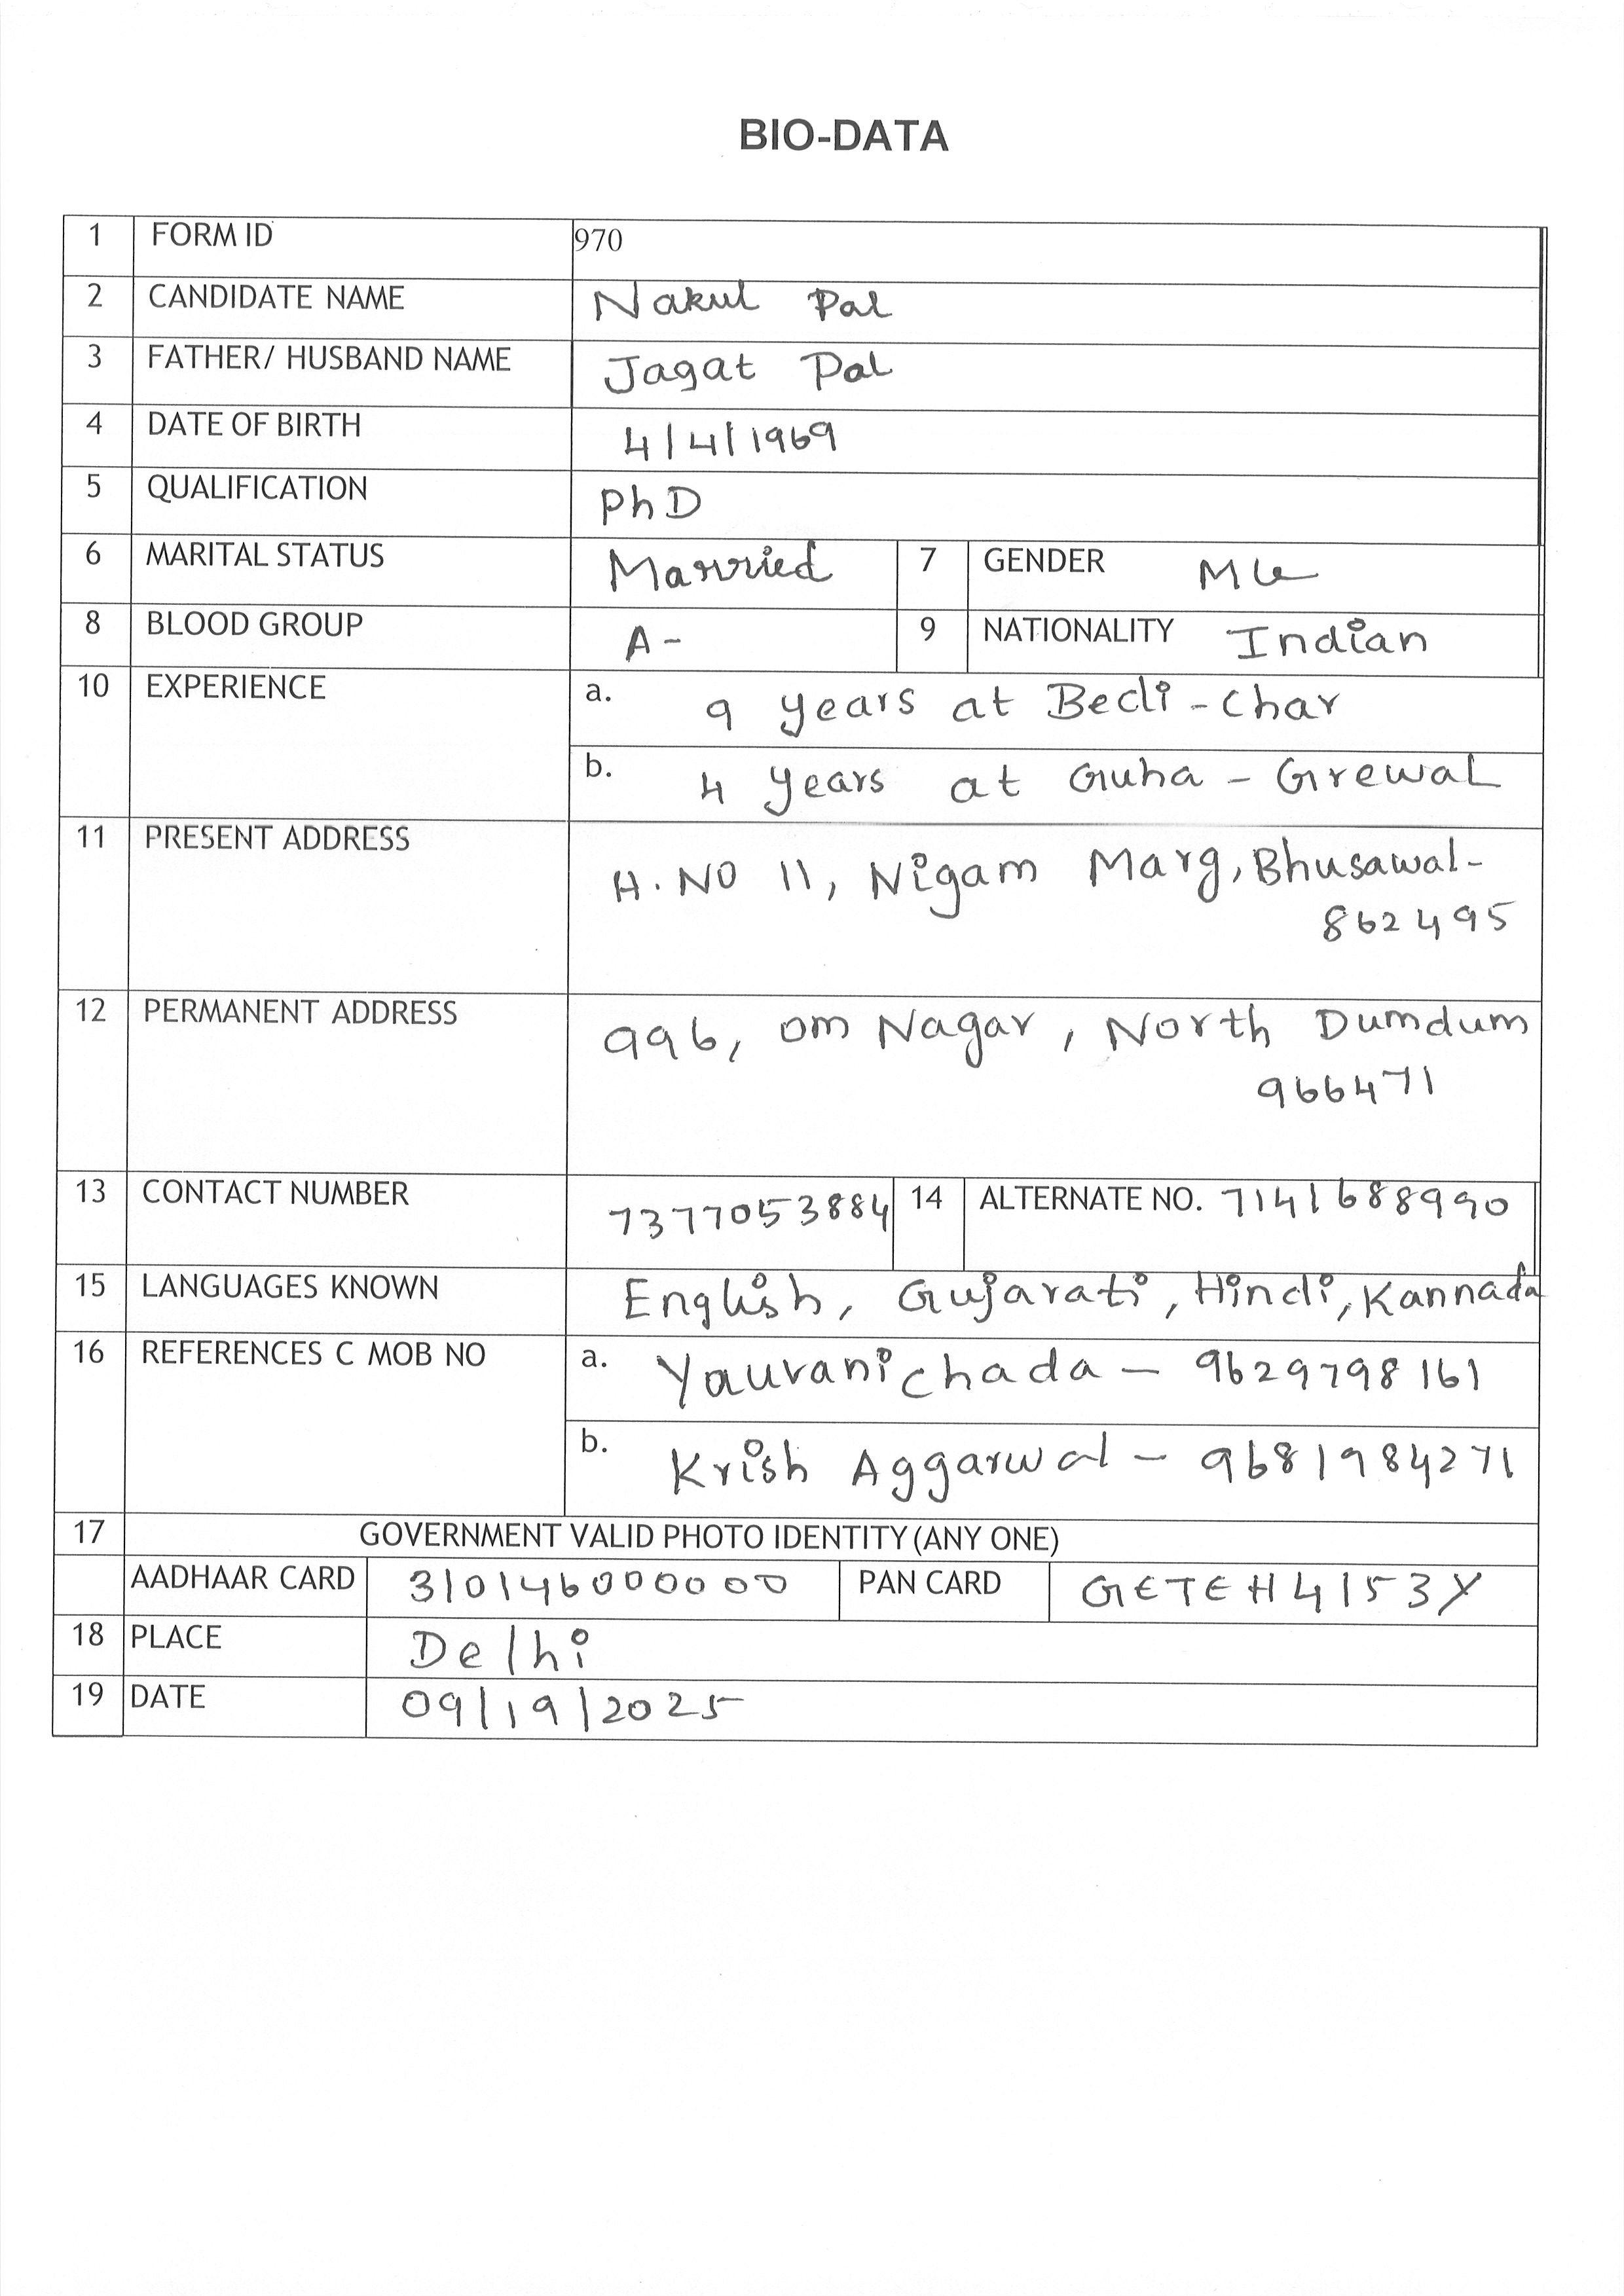 BIO-DATA
1 FORM ID 970
2 CANDIDATE NAME Nakul Pal
3 FATHER/ HUSBAND NAME Jagat Pal
4 DATE OF BIRTH 4/4/1969
5 QUALIFICATION PhD
6 MARITAL STATUS Married 7 GENDER
8 BLOOD GROUP A- 9 NATIONALITY Indian
10 EXPERIENCE a. 9 years at Bedi - Char
b. 4 years at Guha - Grewal
11 PRESENT ADDRESS H.NO 11, Nigam Marg, Bhusawal-
862495
12 PERMANENT ADDRESS 996, Om Nagar, North Dumdum
966471
13 CONTACT NUMBER 7377053884 14 ALTERNATE NO. 7141688990
15 LANGUAGES KNOWN English, Gujarati, Hindi, Kannada
16 REFERENCES C MOB NO a. Yauvani Chada - 9629798161
b. Krish Aggarwal - 9681984271
17 GOVERNMENT VALID PHOTO IDENTITY (ANY ONE)
AADHAAR CARD 310146000000 PAN CARD GETEH4153Y
18 PLACE Delhi
19 DATE 09/19/2025